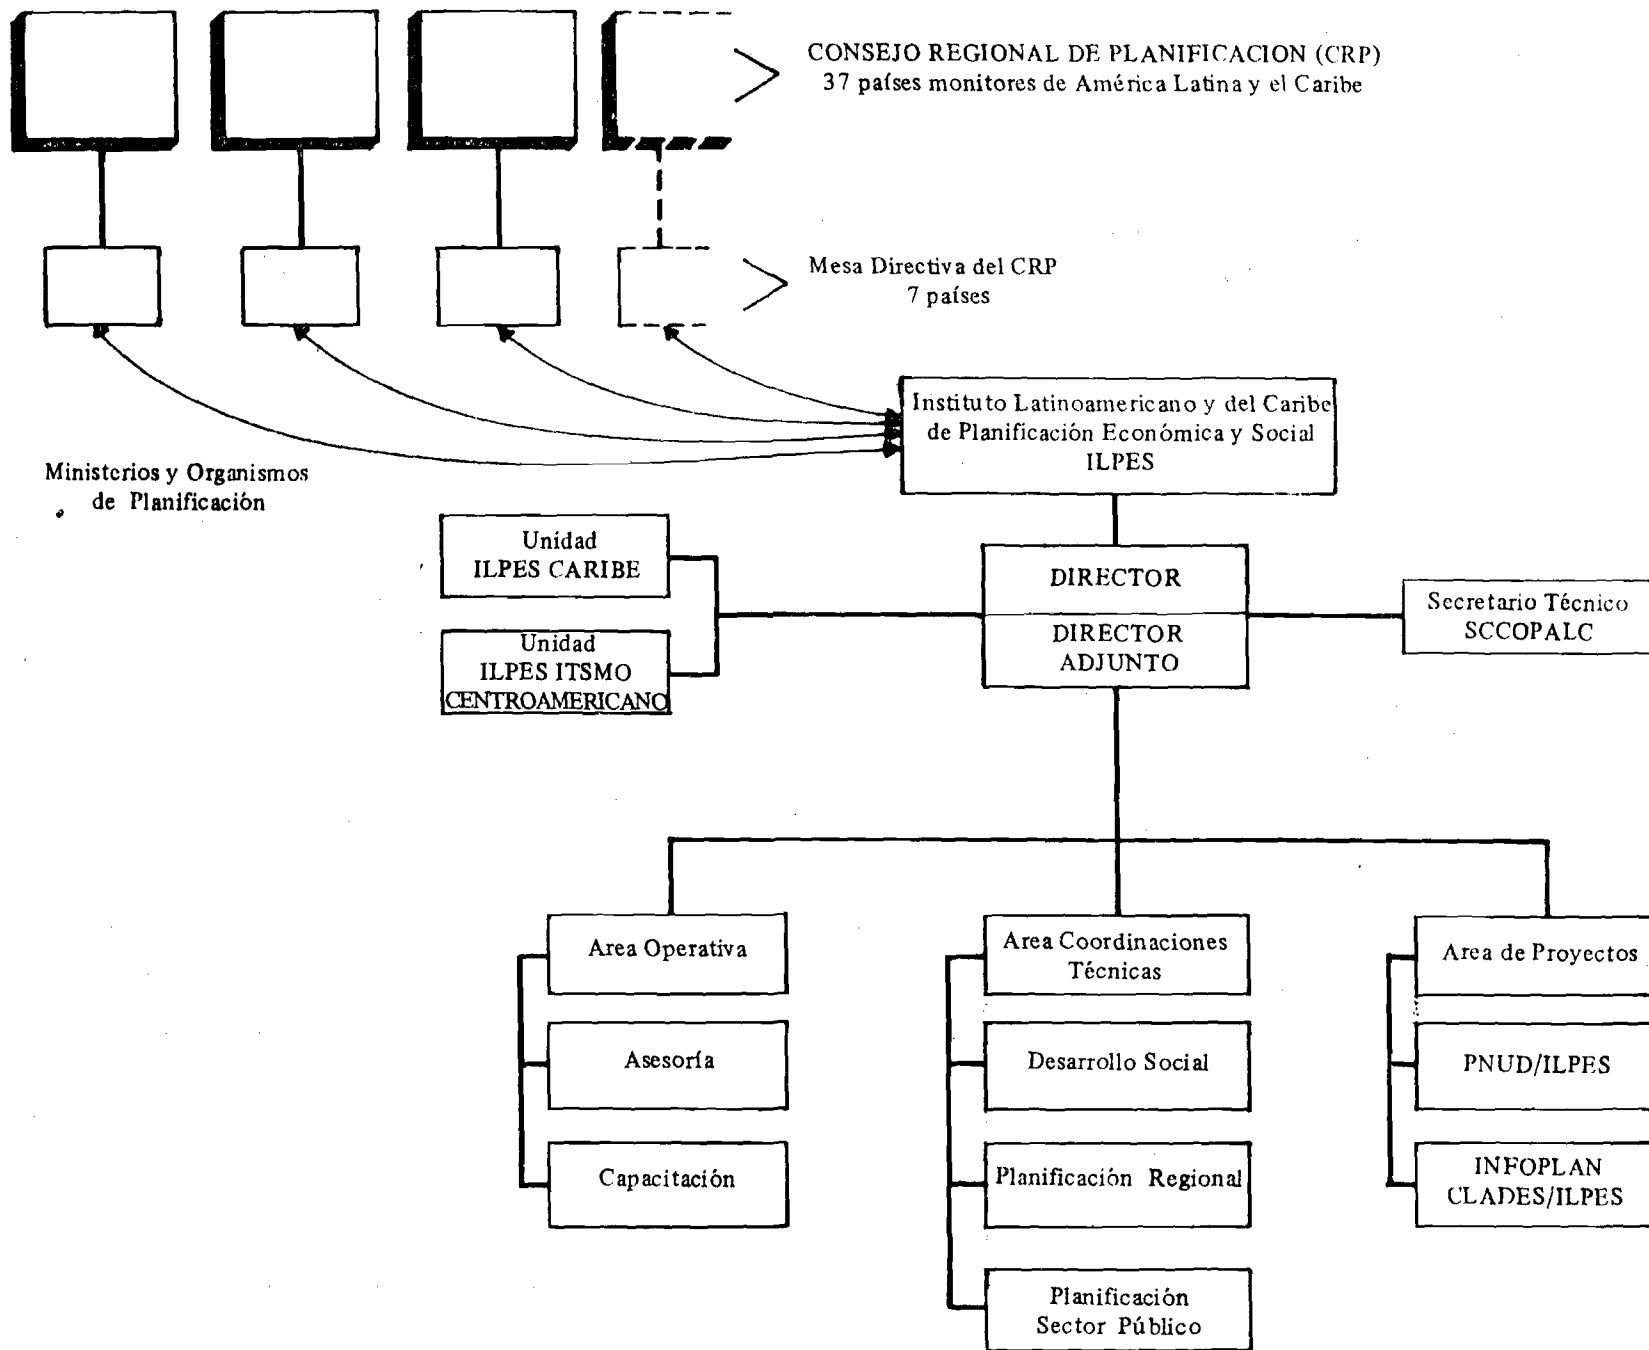 CONSEJO REGIONAL DE PLANIFICACION (CRP)
37 países monitores de América Latina y el Caribe
Mesa Directiva del CRP
7 países
Instituto Latinoamericano y del Caribe
de Planificación Económica y Social
ILPES
Ministerios y Organismos
de Planificación
Unidad
ILPES CARIBE
DIRECTOR
Secretario Técnico
SCCOPALC
DIRECTOR
ADJUNTO
Unidad
ILPES ITSMO
CENTROAMERICANO
Area Operativa
Area Coordinaciones
Técnicas
Area de Proyectos
Asesoría
Desarrollo Social
PNUD/ILPES
Capacitación
Planificación Regional
INFOPLAN
CLADES/ILPES
Planificación
Sector Público